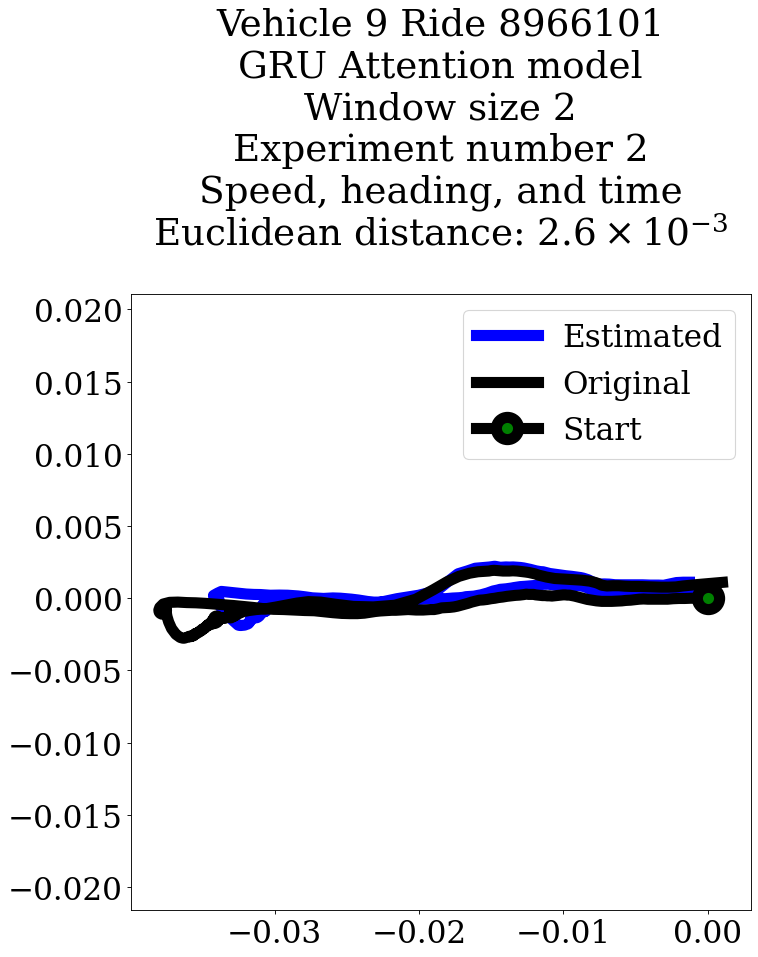 Vehicle 9 Ride 8966101
GRU Attention model
Window size 2
Experiment number 2
Speed, heading, and time
Euclidean distance: 2.6 × 10⁻³
Estimated
Original
Start
0.020
0.015
0.010
0.005
0.000
−0.005
−0.010
−0.015
−0.020
−0.03 −0.02 −0.01 0.00